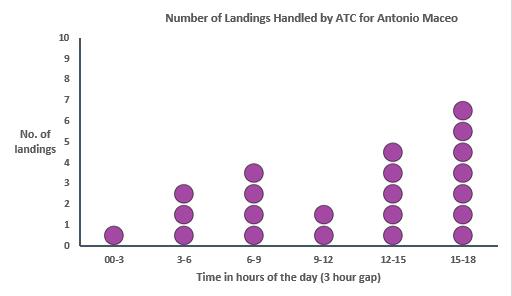 Number of Landings Handled by ATC for Antonio Maceo
10
9
8
7
6
5
4
3
2
1
0
No. of
landings
00-3 3-6 6-9 9-12 12-15 15-18
Time in hours of the day (3 hour gap)